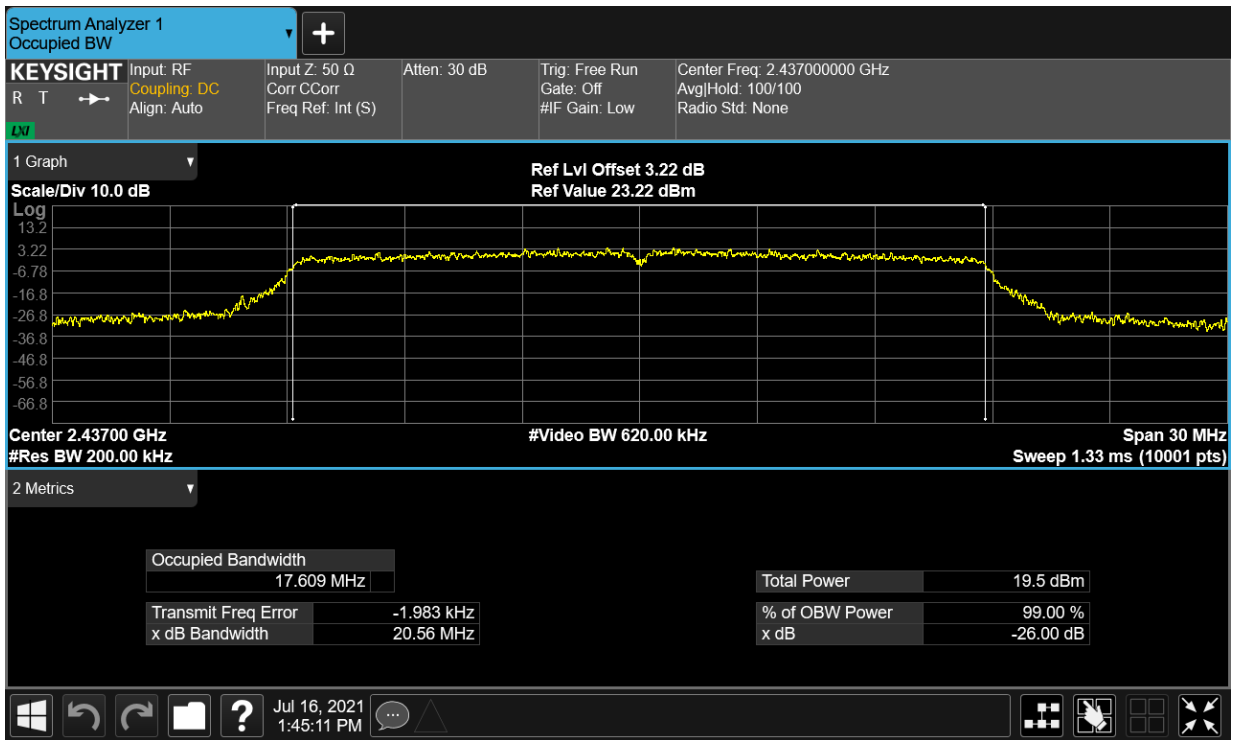 Spectrum Analyzer 1
Occupied BW
KEYSIGHT
R T
LXI
Input: RF
Coupling: DC
Align: Auto
Input Z: 50 Ω
Corr CCorr
Freq Ref: Int (S)
Atten: 30 dB
Trig: Free Run
Gate: Off
#IF Gain: Low
Center Freq: 2.437000000 GHz
Avg|Hold: 100/100
Radio Std: None
1 Graph
Scale/Div 10.0 dB
Ref Lvl Offset 3.22 dB
Ref Value 23.22 dBm
Log
13.2
3.22
-6.78
-16.8
-26.8
-36.8
-46.8
-56.8
-66.8
Center 2.43700 GHz
#Res BW 200.00 kHz
#Video BW 620.00 kHz
Span 30 MHz
Sweep 1.33 ms (10001 pts)
2 Metrics
Occupied Bandwidth
17.609 MHz
Transmit Freq Error -1.983 kHz
x dB Bandwidth 20.56 MHz
Total Power 19.5 dBm
% of OBW Power 99.00 %
x dB -26.00 dB
?
Jul 16, 2021
1:45:11 PM